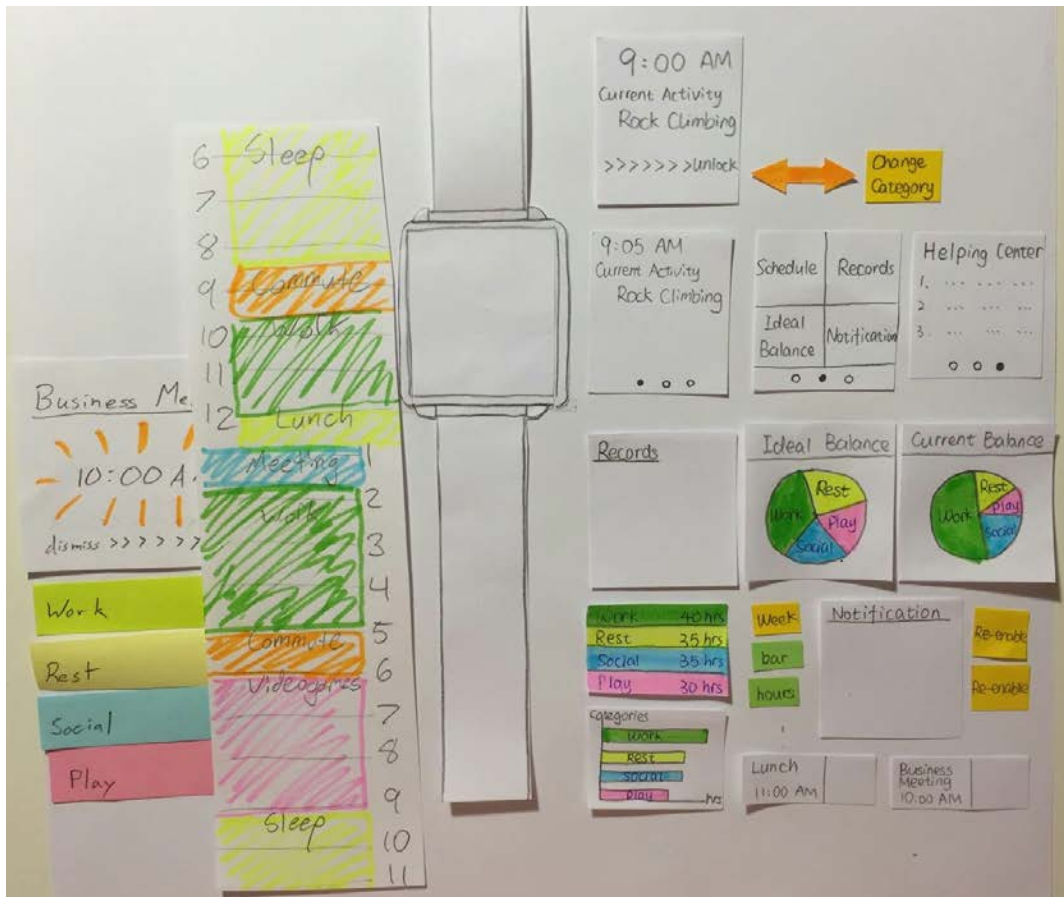 9:00 AM
Current Activity
Rock Climbing
>>>>>>>Unlock
Change
Category
6 Sleep
7
8
9 Commute
10 Work
11
12 Lunch
Meeting 1
2
Work
3
4
5
Commute
6
Videogames
7
8
9
Sleep
10
11
Business Me
10:00 A.
dismiss >>>>>>
Work
Rest
Social
Play
9:05 AM
Current Activity
Rock Climbing
Schedule Records
Ideal
Balance Notification
Helping Center
1. ... ... ...
2 ... ... ...
3. ... ... ...
Records
Ideal Balance
Rest
Work
Play
Social
Current Balance
Rest
Play
Work
Social
Work 40 hrs
Rest 35 hrs
Social 35 hrs
Play 30 hrs
Week
bar
hours
Notification
Re-enable
Re-enable
Categories
Work
Rest
Social
Play
hrs
Lunch
11:00 AM
Business
Meeting
10:00 AM